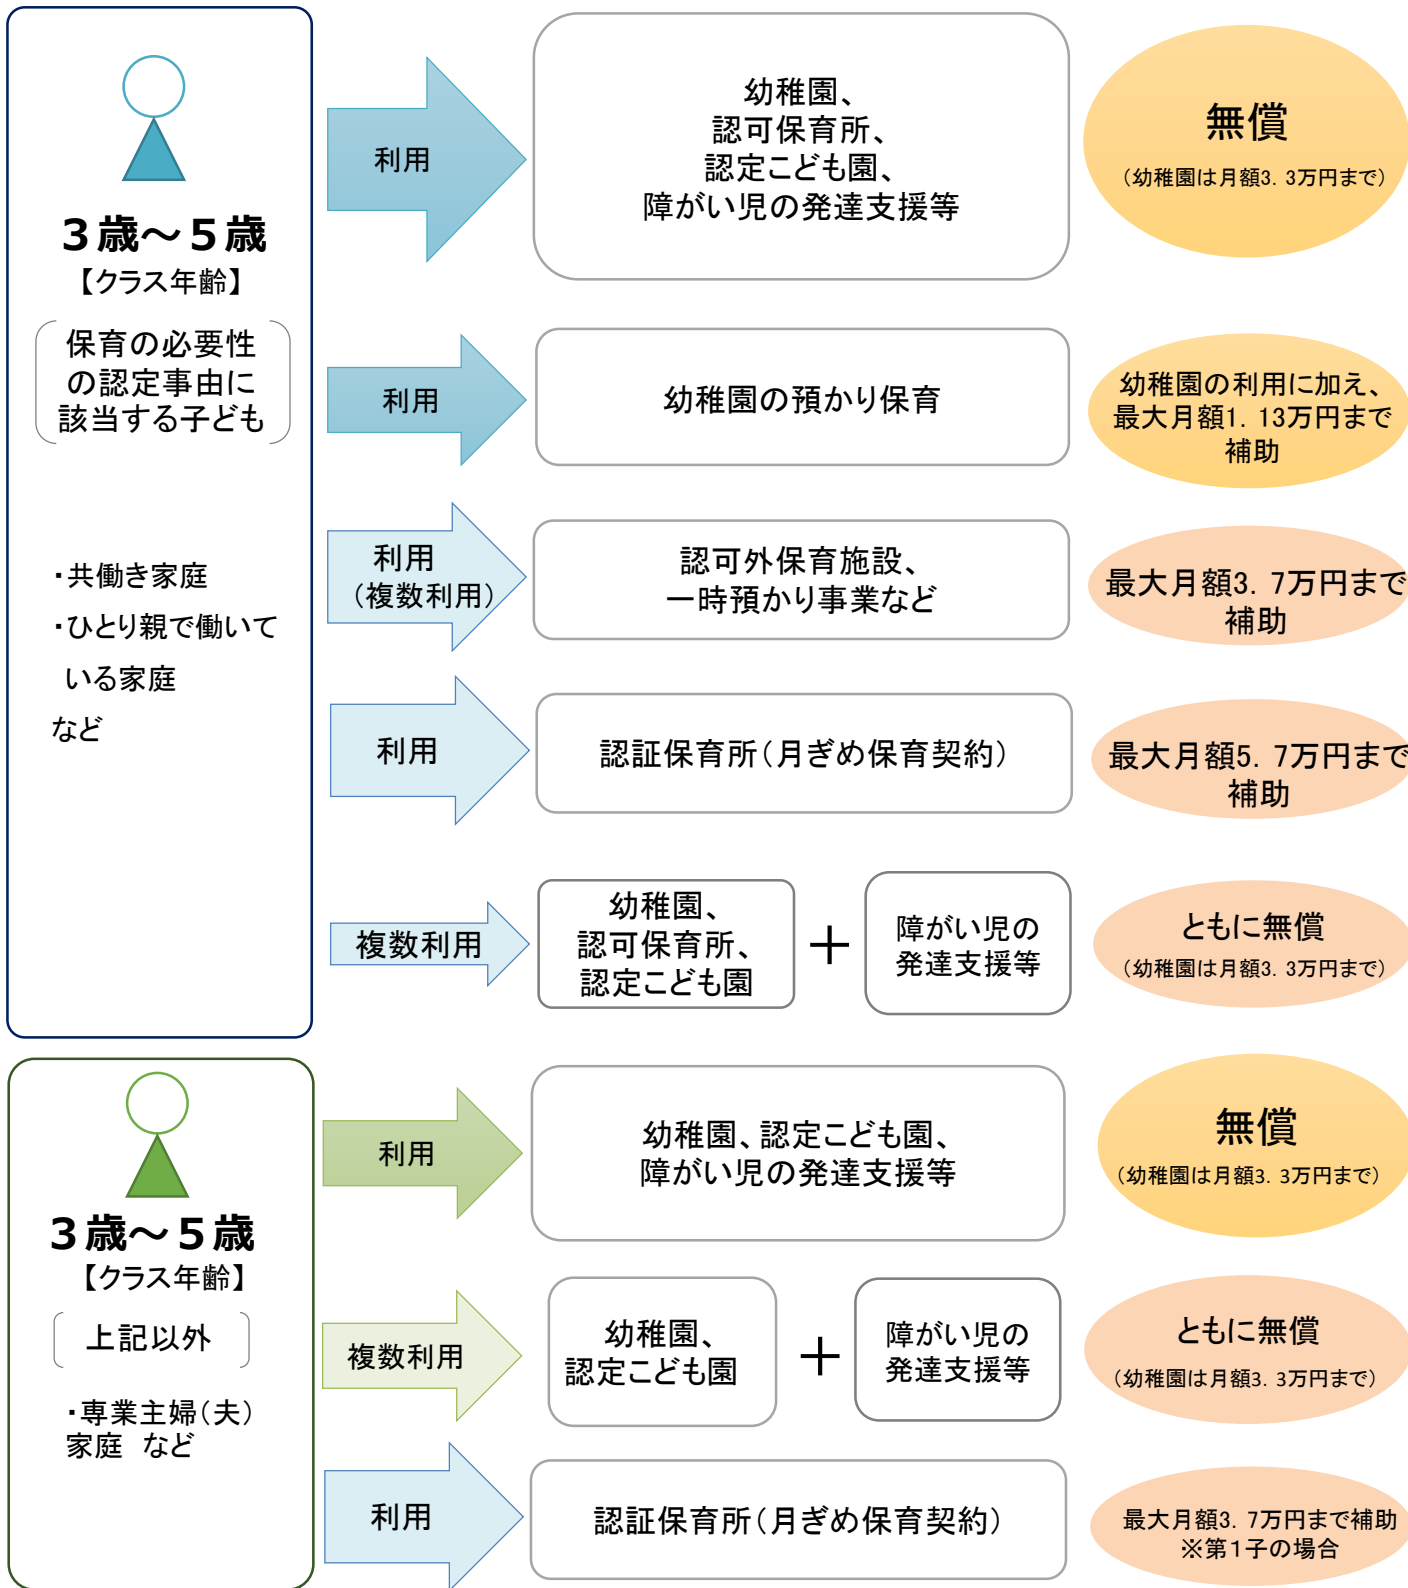 ３歳～５歳
【クラス年齢】
保育の必要性
の認定事由に
該当する子ども
・共働き家庭
・ひとり親で働いて
いる家庭
など
利用
幼稚園、
認可保育所、
認定こども園、
障がい児の発達支援等
無償
（幼稚園は月額3．3万円まで）
利用
幼稚園の預かり保育
幼稚園の利用に加え、
最大月額1．13万円まで
補助
利用
（複数利用）
認可外保育施設、
一時預かり事業など
最大月額3．7万円まで
補助
利用
認証保育所（月ぎめ保育契約）
最大月額5．7万円まで
補助
複数利用
幼稚園、
認可保育所、
認定こども園
＋
障がい児の
発達支援等
ともに無償
（幼稚園は月額3．3万円まで）
３歳～５歳
【クラス年齢】
上記以外
・専業主婦（夫）
家庭　など
利用
幼稚園、認定こども園、
障がい児の発達支援等
無償
（幼稚園は月額3．3万円まで）
複数利用
幼稚園、
認定こども園
＋
障がい児の
発達支援等
ともに無償
（幼稚園は月額3．3万円まで）
利用
認証保育所（月ぎめ保育契約）
最大月額3．7万円まで補助
※第１子の場合